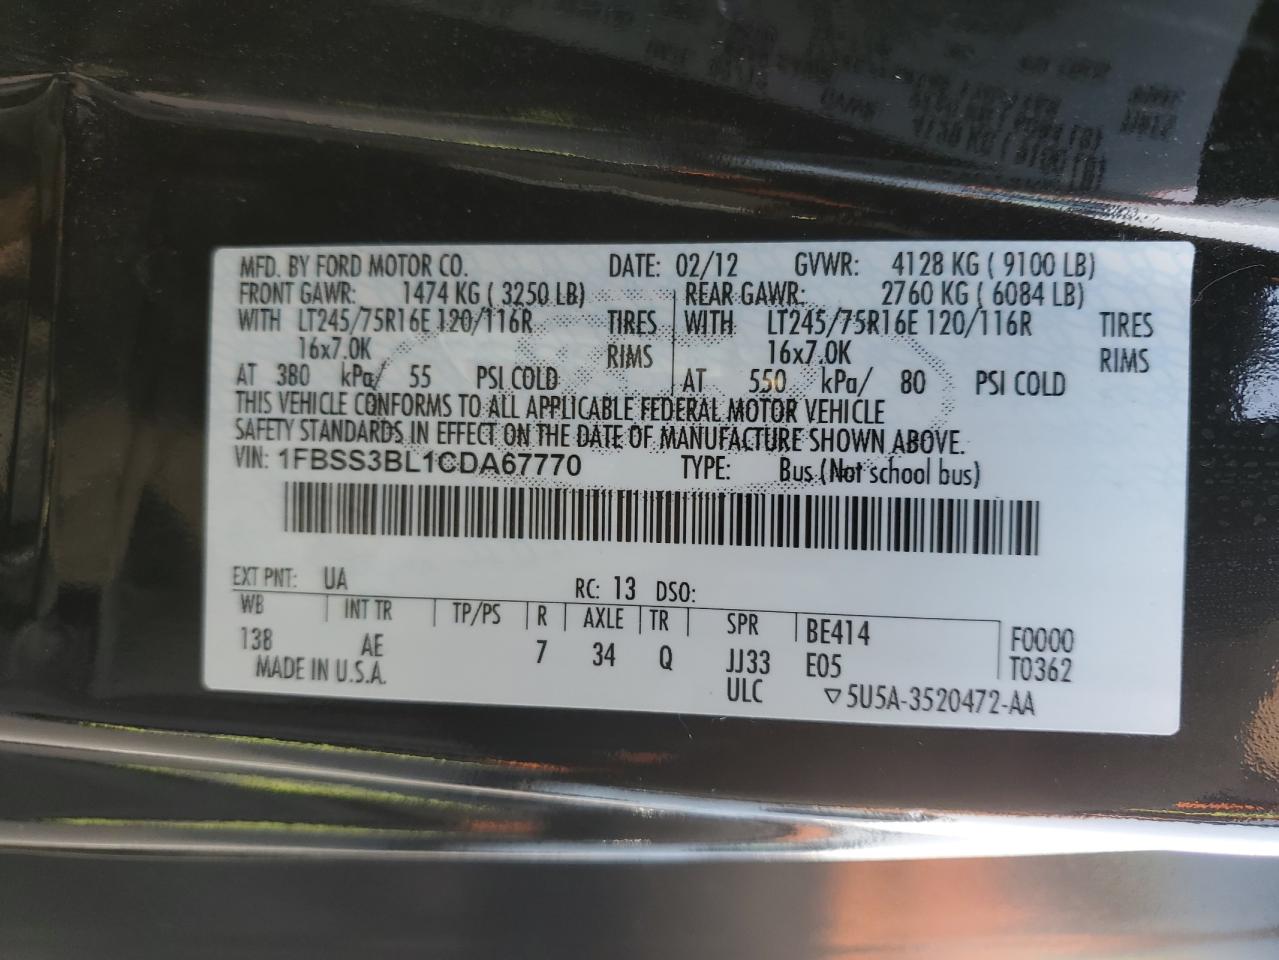 MFD. BY FORD MOTOR CO. DATE: 02/12 GVWR: 4128 KG ( 9100 LB)
FRONT GAWR: 1474 KG ( 3250 LB) REAR GAWR: 2760 KG ( 6084 LB)
WITH LT245/75R16E 120/116R TIRES WITH LT245/75R16E 120/116R TIRES
16x7.0K RIMS 16x7.0K RIMS
AT 380 kPa/ 55 PSI COLD AT 550 kPa/ 80 PSI COLD
THIS VEHICLE CONFORMS TO ALL APPLICABLE FEDERAL MOTOR VEHICLE
SAFETY STANDARDS IN EFFECT ON THE DATE OF MANUFACTURE SHOWN ABOVE.
VIN: 1FBSS3BL1CDA67770 TYPE: Bus (Not school bus)
EXT PNT: UA RC: 13 DSO:
WB INT TR TP/PS R AXLE TR SPR BE414 F0000
138 AE 7 34 Q JJ33 E05 T0362
MADE IN U.S.A. ULC ▽5U5A-3520472-AA